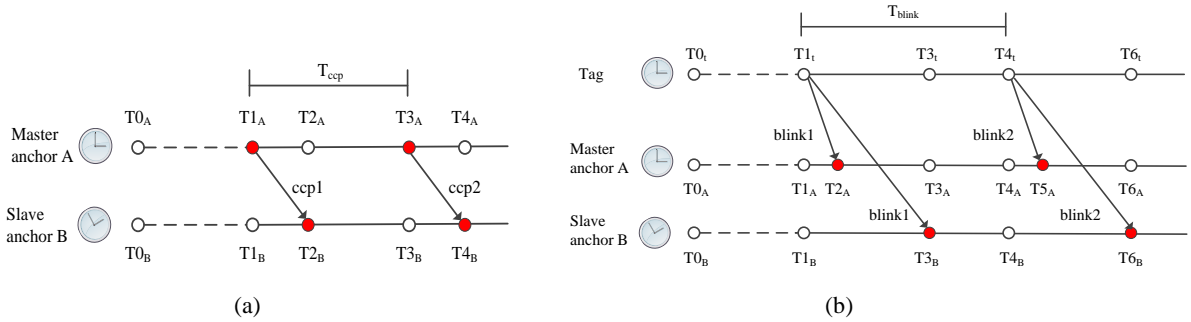 T_ccp
T0_A T1_A T2_A T3_A T4_A
Master
anchor A
ccp1 ccp2
Slave
anchor B
T0_B T1_B T2_B T3_B T4_B
(a)
T_blink
T0_t T1_t T3_t T4_t T6_t
Tag
blink1 blink2
Master
anchor A
T0_A T1_A T2_A T3_A T4_A T5_A T6_A
blink1 blink2
Slave
anchor B
T0_B T1_B T3_B T4_B T6_B
(b)